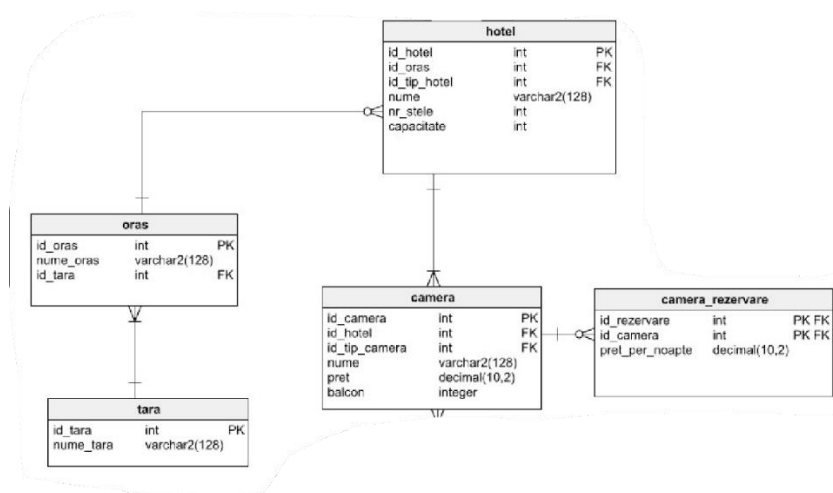 hotel
id_hotel int PK
id_oras int FK
id_tip_hotel int FK
nume varchar2(128)
nr_stele int
capacitate int
oras
id_oras int PK
nume_oras varchar2(128)
id_tara int FK
camera
id_camera int PK
id_hotel int FK
id_tip_camera int FK
nume varchar2(128)
pret decimal(10,2)
balcon integer
camera_rezervare
id_rezervare int PK FK
id_camera int PK FK
pret_per_noapte decimal(10,2)
tara
id_tara int PK
nume_tara varchar2(128)